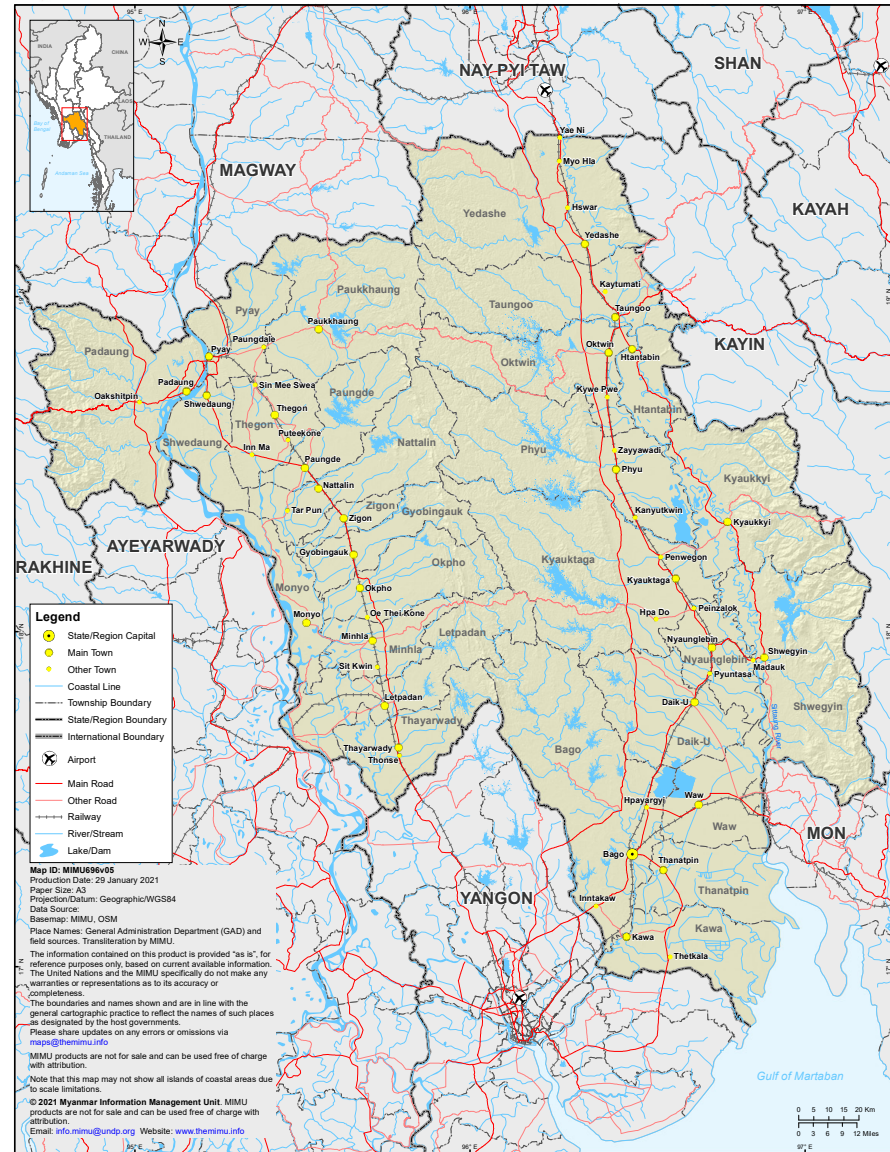 95° E
96° E
97° E
N
W
E
S
INDIA
CHINA
LAOS
THAILAND
Bay of
Bengal
Andaman Sea
NAY PYI TAW
SHAN
MAGWAY
KAYAH
KAYIN
AYEYARWADY
RAKHINE
MON
YANGON
Yae Ni
Myo Hla
Hswar
Yedashe
Yedashe
Kaytumati
Taungoo
Taungoo
19° N
19° N
Paukkhaung
Paukkhaung
Pyay
Pyay
Paungdale
Oktwin
Oktwin
Htantabin
Htantabin
Padaung
Padaung
Oakshitpin
Shwedaung
Shwedaung
Sin Mee Swea
Paungde
Thegon
Thegon
Puteekone
Inn Ma
Paungde
Nattalin
Nattalin
Kywe Pwe
Zayyawadi
Phyu
Phyu
Kyaukkyi
Kyaukkyi
Tar Pun
Zigon
Zigon
Gyobingauk
Gyobingauk
Kanyutkwin
Penwegon
Kyauktaga
Kyauktaga
Okpho
Okpho
Monyo
Monyo
Oe Thei Kone
Peinzalok
Hpa Do
18° N
Minhla
Minhla
Letpadan
Sit Kwin
Nyaunglebin
Nyaunglebin
Shwegyin
Madauk
Pyuntasa
Shwegyin
Letpadan
Thayarwady
Daik-U
Daik-U
Sittaung River
Thayarwady
Thonse
Bago
Hpayargyi
Waw
Waw
Bago
Thanatpin
Thanatpin
Inntakaw
Kawa
Kawa
Thetkala
Gulf of Martaban
Legend
State/Region Capital
Main Town
Other Town
Coastal Line
Township Boundary
State/Region Boundary
International Boundary
Airport
Main Road
Other Road
Railway
River/Stream
Lake/Dam
Map ID: MIMU696v05
Production Date: 29 January 2021
Paper Size: A3
Projection/Datum: Geographic/WGS84
Data Source:
Basemap: MIMU, OSM
Place Names: General Administration Department (GAD) and
field sources. Transliteration by MIMU.
The information contained on this product is provided "as is", for
reference purposes only, based on current available information.
The United Nations and the MIMU specifically do not make any
warranties or representations as to its accuracy or
completeness.
The boundaries and names shown and are in line with the
general cartographic practice to reflect the names of such places
as designated by the host governments.
Please share updates on any errors or omissions via
maps@themimu.info
MIMU products are not for sale and can be used free of charge
with attribution.
Note that this map may not show all islands of coastal areas due
to scale limitations.
© 2021 Myanmar Information Management Unit. MIMU
products are not for sale and can be used free of charge with
attribution.
Email: info.mimu@undp.org Website: www.themimu.info
0 5 10 20 Km
0 3 6 9 12 Miles
17° N
95° E
96° E
97° E